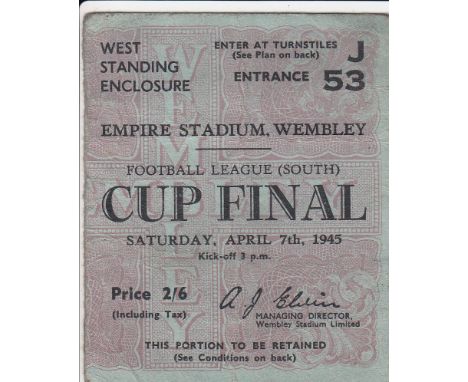 WEST
STANDING
ENCLOSURE
ENTER AT TURNSTILES
(See Plan on back)
J
ENTRANCE 53
EMPIRE STADIUM, WEMBLEY
FOOTBALL LEAGUE (SOUTH)
CUP FINAL
SATURDAY, APRIL 7th, 1945
Kick-off 3 p.m.
Price 2/6
(Including Tax)
A J Elvin
MANAGING DIRECTOR,
Wembley Stadium Limited
THIS PORTION TO BE RETAINED
(See Conditions on back)
WEMBLEY